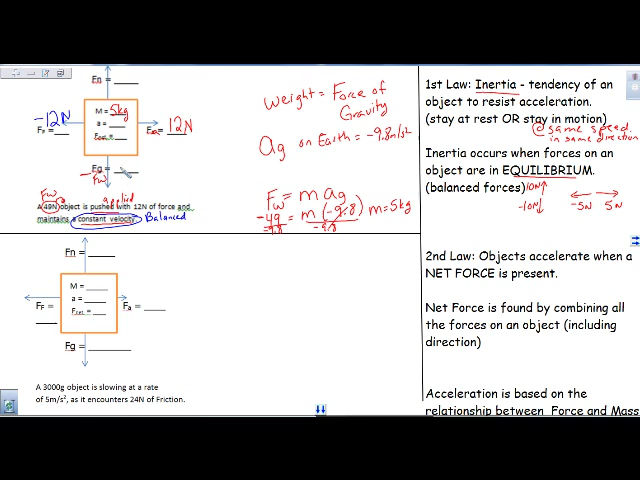 Fn = ____
-12N
M = 5kg
a = ____
Fnet = ____
FF = ___
Fa = 12N
Fg = ____
- Fw
Fw
applied
A 49N object is pushed with 12N of force and
maintains a constant velocity.
Balanced
Weight = Force of
Gravity
ag on Earth = -9.8m/s²
Fw = m ag
-49 = m (-9.8) m=5kg
-9.8 -9.8
Fn = ____
M = ____
a = ____
Fnet = ____
FF =
____
Fa = ____
Fg = ____
A 3000g object is slowing at a rate
of 5m/s², as it encounters 24N of Friction.
1st Law: Inertia - tendency of an
object to resist acceleration.
(stay at rest OR stay in motion)
@ same speed
in same direction
Inertia occurs when forces on an
object are in EQUILIBRIUM.
(balanced forces)
10N
-10N
-5N 5N
2nd Law: Objects accelerate when a
NET FORCE is present.
Net Force is found by combining all
the forces on an object (including
direction)
Acceleration is based on the
relationship between Force and Mass